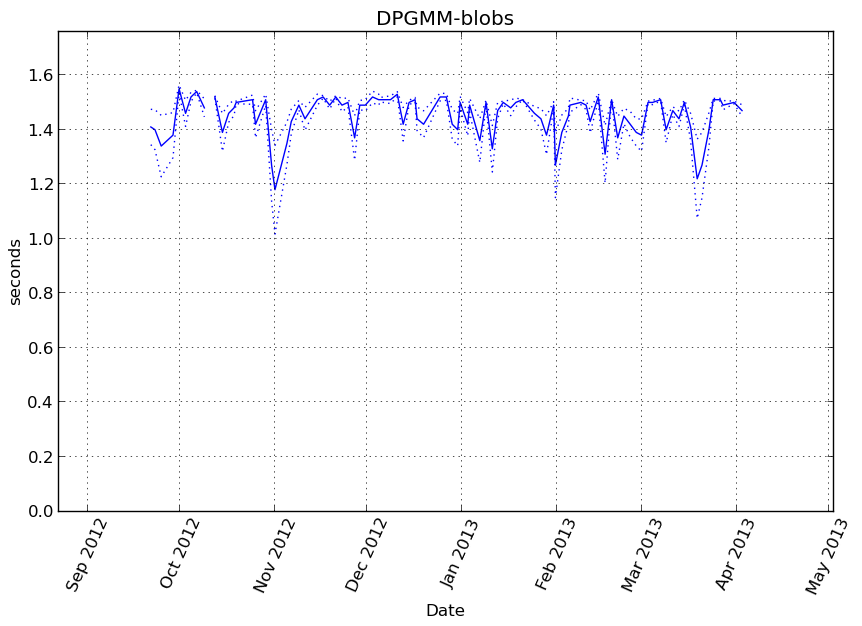 DPGMM-blobs
1.6
1.4
1.2
1.0
0.8
0.6
0.4
0.2
0.0
seconds
Sep 2012
Oct 2012
Nov 2012
Dec 2012
Jan 2013
Feb 2013
Mar 2013
Apr 2013
May 2013
Date